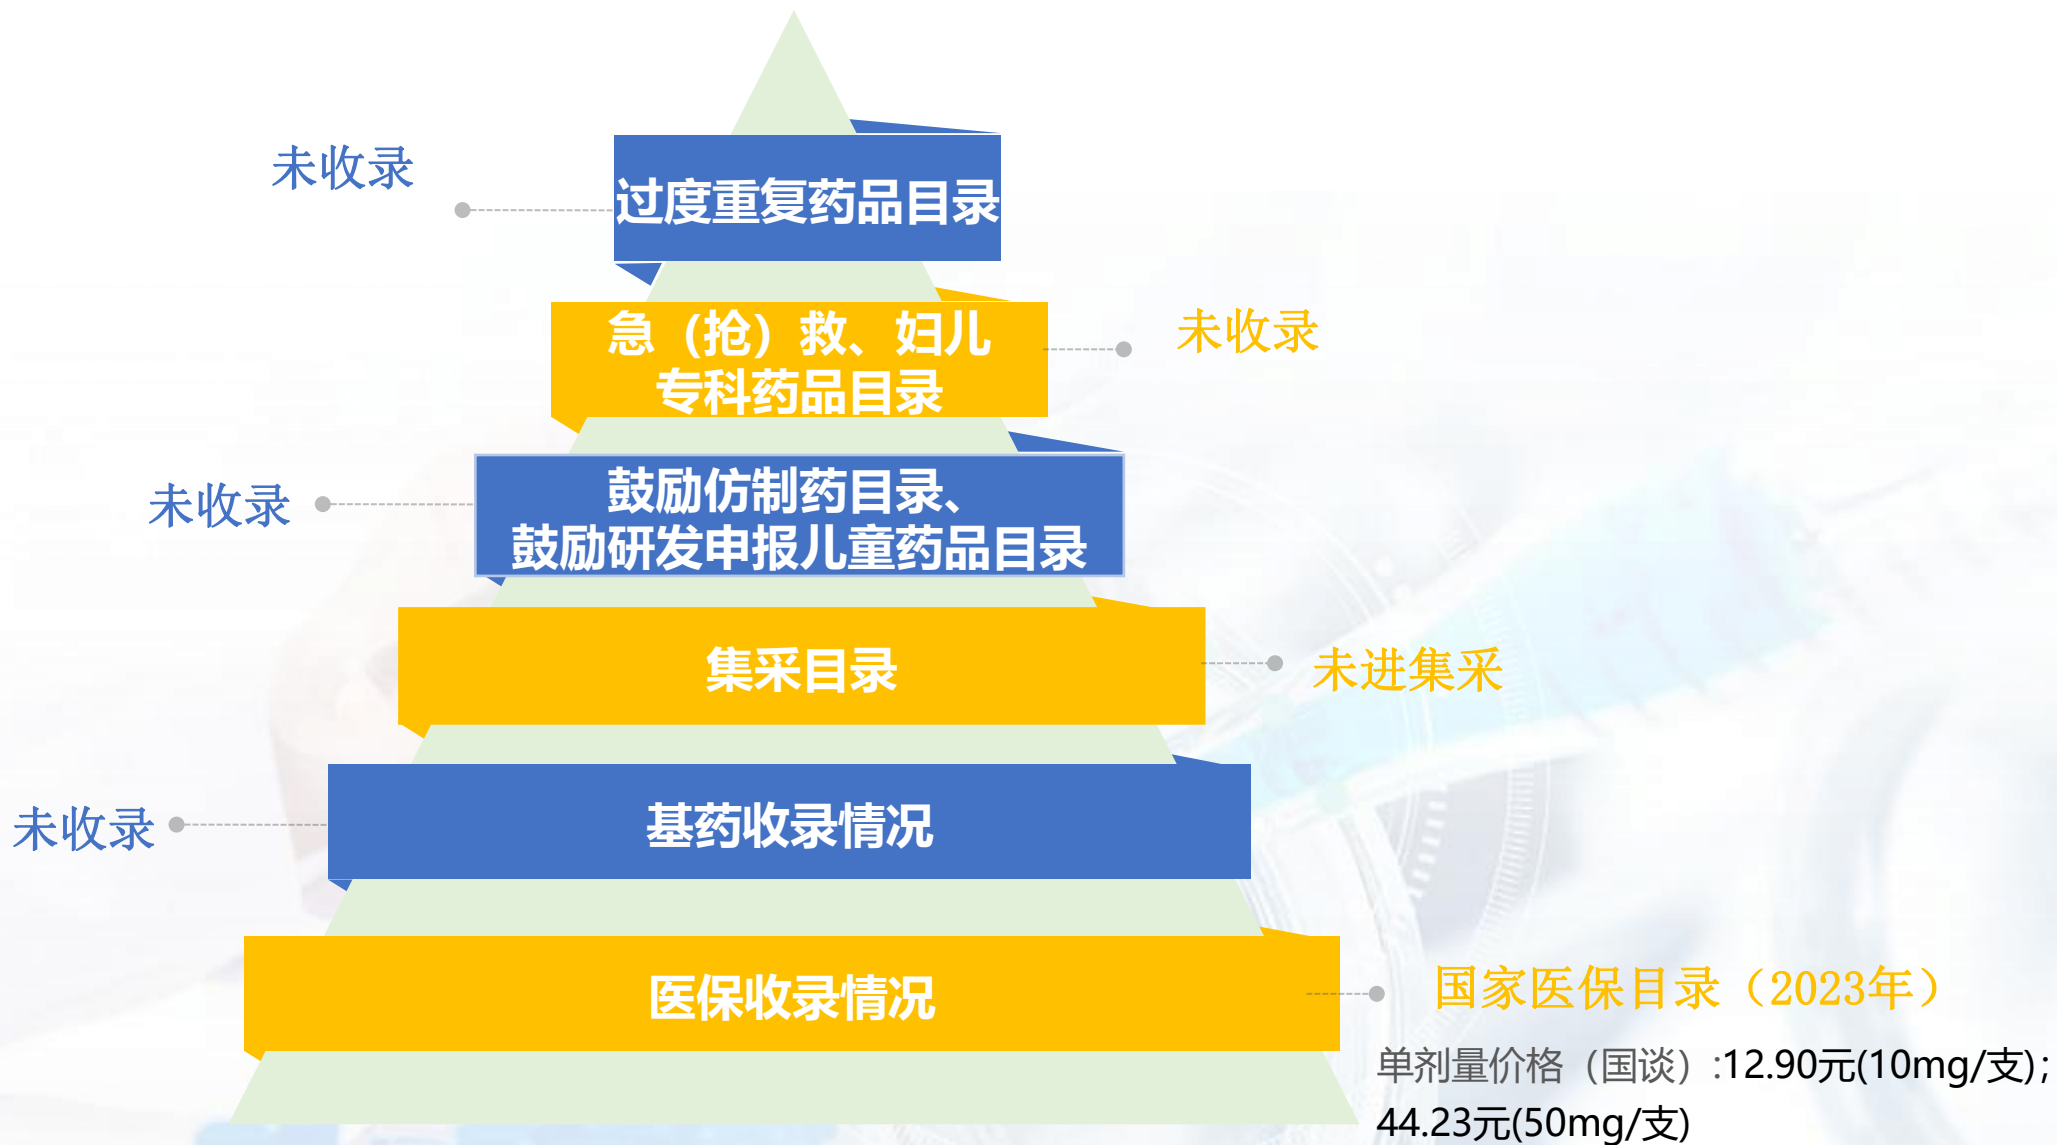 未收录
过度重复药品目录
急（抢）救、妇儿
专科药品目录
未收录
未收录
鼓励仿制药目录、
鼓励研发申报儿童药品目录
集采目录
未进集采
未收录
基药收录情况
医保收录情况
国家医保目录（2023年）
单剂量价格（国谈）:12.90元(10mg/支);
44.23元(50mg/支)